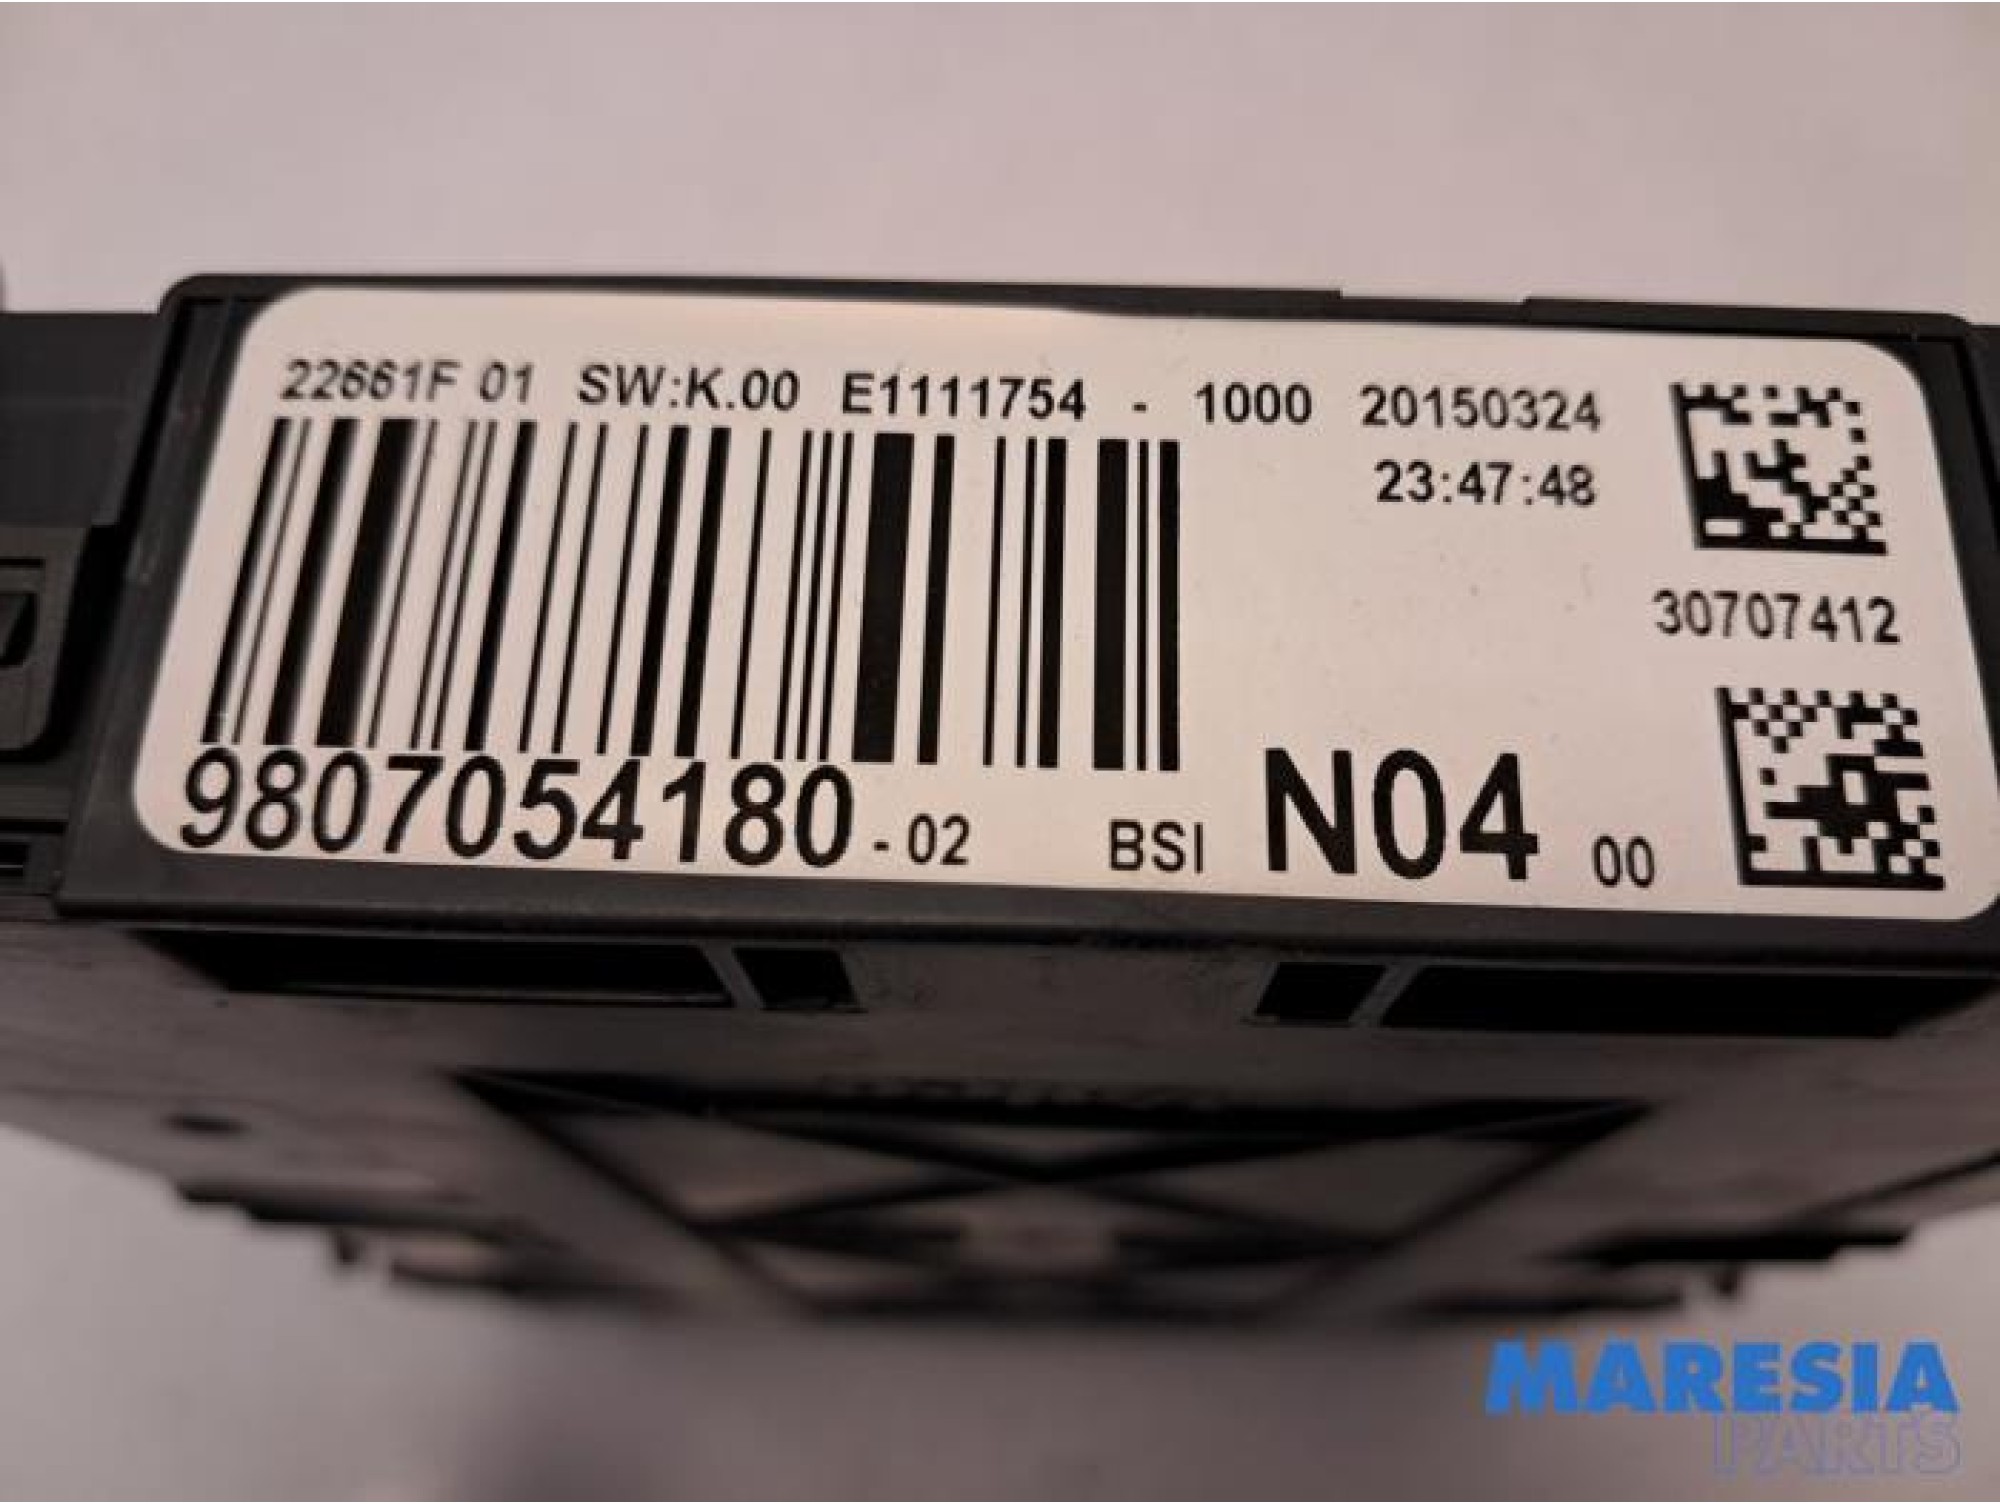 22661F 01 SW:K.00 E1111754 - 1000 20150324
23:47:48
30707412
9807054180-02 BSI N04 00
MARESIA
PARTS